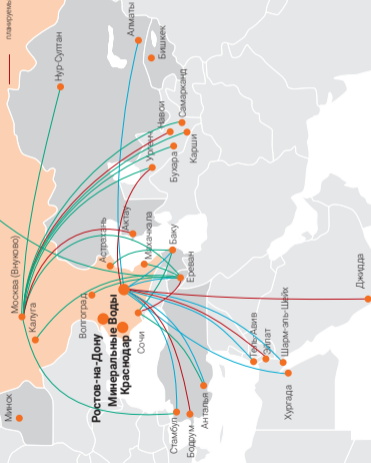 планируемы
Алматы
Бишкек
Нур-Султан
Самарканд
Навои
Карши
Ургенч
Бухара
Актау
Астрахань
Махачкала
Баку
Ереван
Москва (Внуково)
Калуга
Волгоград
Ростов-на-Дону
Минеральные Воды
Краснодар
Сочи
Минск
Стамбул
Бодрум
Анталья
Тель-Авив
Эйлат
Шарм-эль-Шейх
Хургада
Джидда